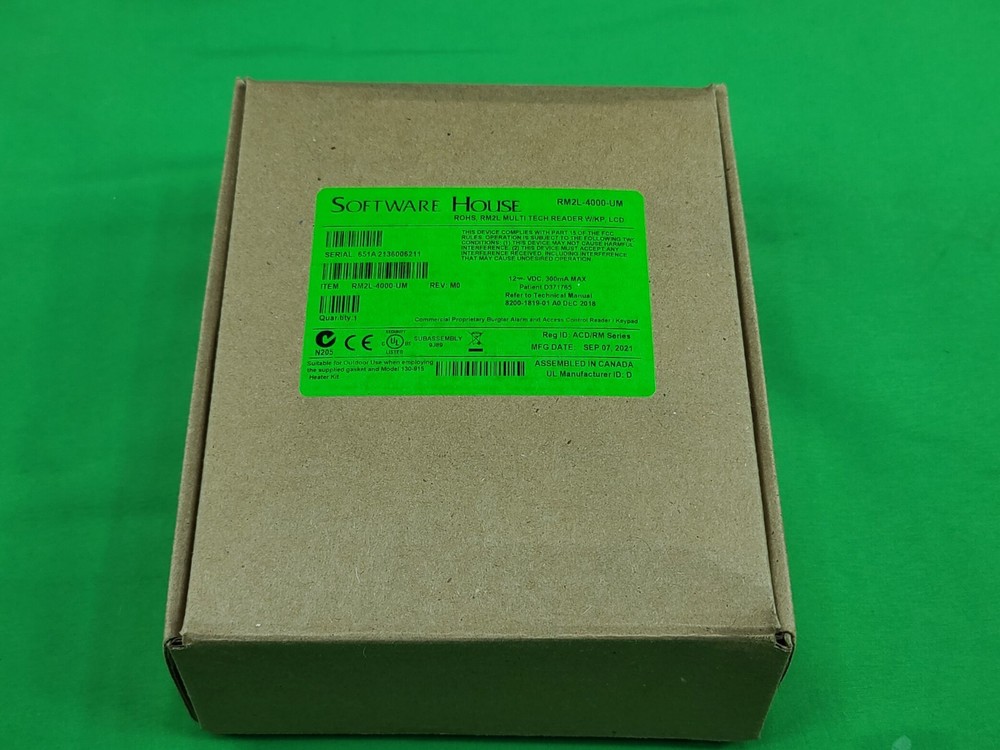 SOFTWARE HOUSE RM2L-4000-UM
ROHS, RM2L MULTI TECH READER W/KP, LCD
THIS DEVICE COMPLIES WITH PART 15 OF THE FCC
RULES. OPERATION IS SUBJECT TO THE FOLLOWING TWO
CONDITIONS: (1) THIS DEVICE MAY NOT CAUSE HARMFUL
INTERFERENCE. (2) THIS DEVICE MUST ACCEPT ANY
INTERFERENCE RECEIVED, INCLUDING INTERFERENCE
THAT MAY CAUSE UNDESIRED OPERATION
SERIAL:
ITEM RM2L-4000-UM REV: M0
12 VDC, 300mA MAX
Patient D371765
Refer to Technical Manual
8200-1819-01 A0 DEC 2018
Quantity:1
Commercial Proprietary Burglar Alarm and Access Control Reader / Keypad
N205
CE
UL
LISTED
SUBASSEMBLY
Reg ID: ACD/RM Series
MFG DATE: SEP 07, 2021
Suitable for Outdoor Use when employing
the supplied gasket and Model 130-915
Heater Kit
ASSEMBLED IN CANADA
UL Manufacturer ID: D